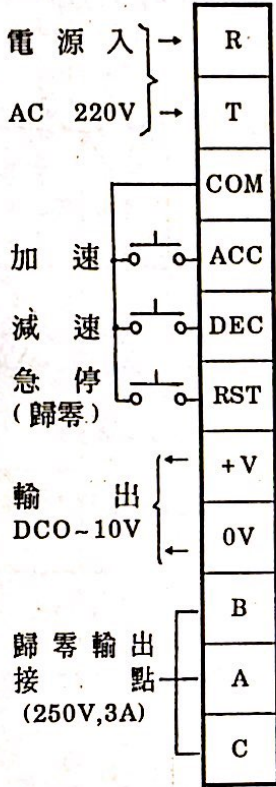 電源入 R
AC 220V T
COM
加速 ACC
減速 DEC
急停 RST
(歸零)
+V
輸出
DCO~10V 0V
B
歸零輸出
接點 A
(250V,3A)
C